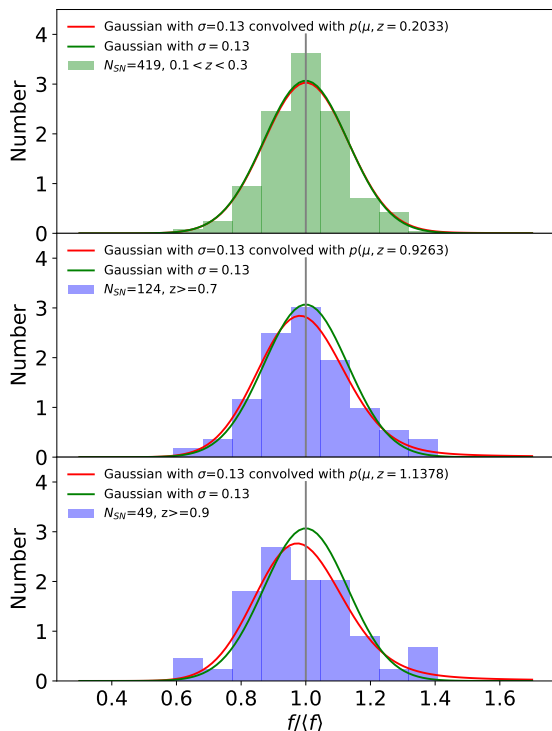 Gaussian with σ=0.13 convolved with p(μ, z = 0.2033)
Gaussian with σ = 0.13
N_SN=419, 0.1 < z < 0.3
Number
4
3
2
1
0
Gaussian with σ=0.13 convolved with p(μ, z = 0.9263)
Gaussian with σ = 0.13
N_SN=124, z>=0.7
Number
4
3
2
1
0
Gaussian with σ=0.13 convolved with p(μ, z = 1.1378)
Gaussian with σ = 0.13
N_SN=49, z>=0.9
Number
4
3
2
1
0
0.4 0.6 0.8 1.0 1.2 1.4 1.6
f/⟨f⟩